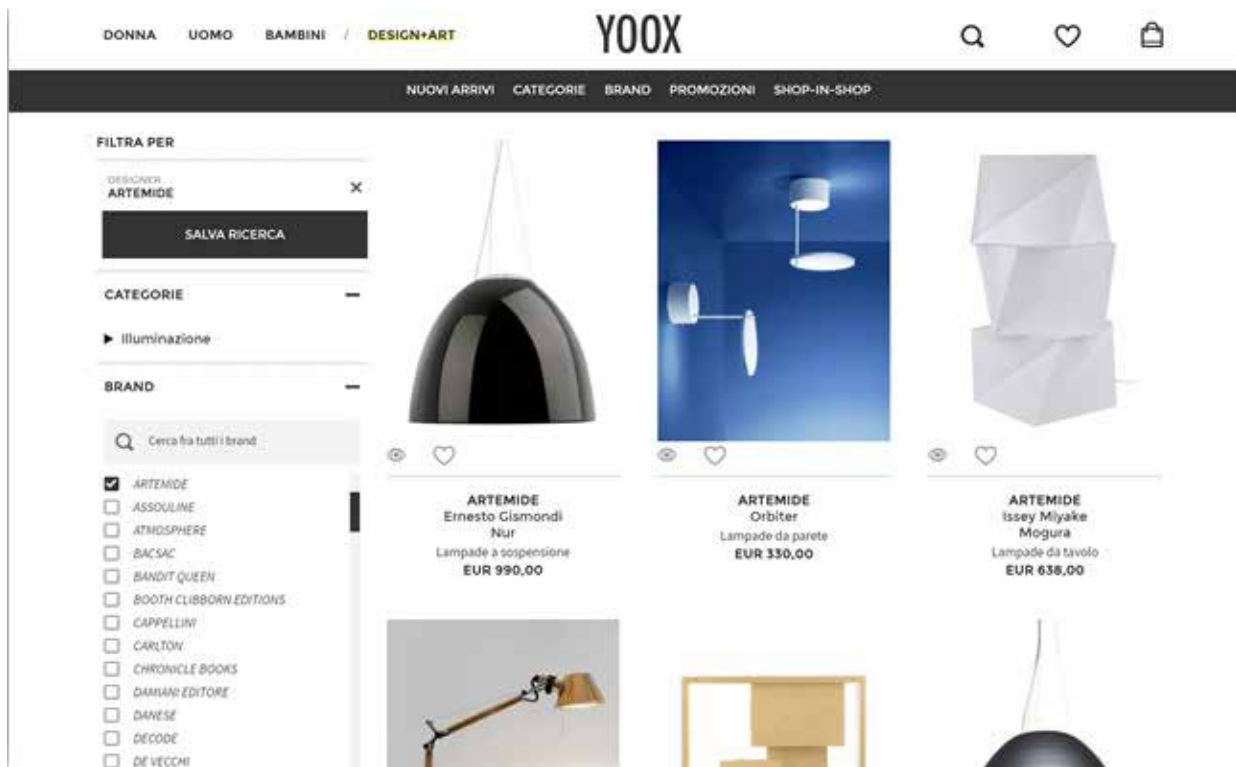 DONNA UOMO BAMBINI / DESIGN+ART YOOX
NUOVI ARRIVI CATEGORIE BRAND PROMOZIONI SHOP-IN-SHOP
FILTRA PER
DESIGNER
ARTEMIDE
SALVA RICERCA
CATEGORIE
Illuminazione
BRAND
Cerca fra tutti i brand
ARTEMIDE
ASSOULINE
ATMOSPHERE
BACSAC
BANDIT QUEEN
BOOTH CLIBBORN EDITIONS
CAPPELLINI
CARLTON
CHRONICLE BOOKS
DAMIANI EDITORE
DANESE
DECODE
DE VECCHI
ARTEMIDE
Ernesto Gismondi
Nur
Lampade a sospensione
EUR 990,00
ARTEMIDE
Orbiter
Lampade da parete
EUR 330,00
ARTEMIDE
Issey Miyake
Mogura
Lampade da tavolo
EUR 638,00